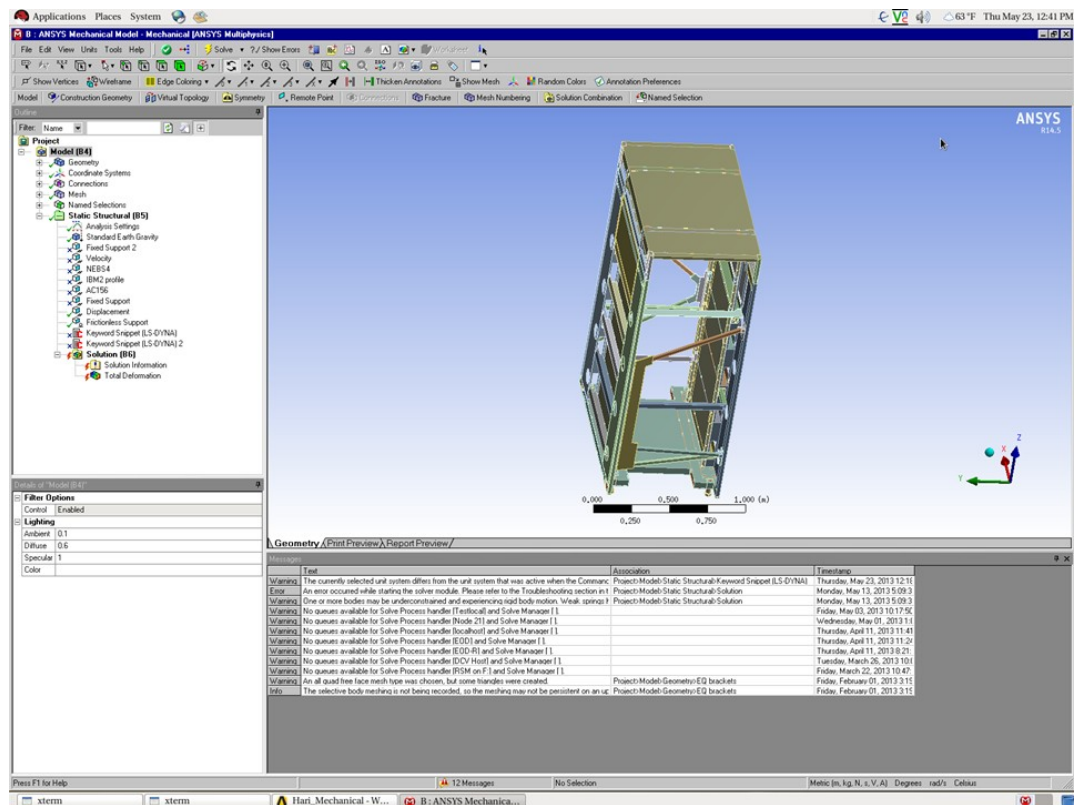 Applications Places System 63 °F Thu May 23, 12:41 PM
B : ANSYS Mechanical Model - Mechanical [ANSYS Multiphysics]
File Edit View Units Tools Help Solve ?/ Show Errors Worksheet
Show Vertices Wireframe Edge Coloring Thicken Annotations Show Mesh Random Colors Annotation Preferences
Model Construction Geometry Virtual Topology Symmetry Remote Point Connections Fracture Mesh Numbering Solution Combination Named Selection
Outline
Filter: Name
Project
Model (B4)
Geometry
Coordinate Systems
Connections
Mesh
Named Selections
Static Structural (B5)
Analysis Settings
Standard Earth Gravity
Fixed Support 2
Velocity
NEBS4
IBM2 profile
AC156
Fixed Support
Displacement
Frictionless Support
Keyword Snippet (LS-DYNA)
Keyword Snippet (LS-DYNA) 2
Solution (B6)
Solution Information
Total Deformation
ANSYS
R14.5
Z
X
Y
0.000 0.500 1.000 (m)
0.250 0.750
Details of "Model (B4)"
Filter Options
Control Enabled
Lighting
Ambient 0.1
Diffuse 0.6
Specular 1
Color
Geometry Print Preview Report Preview
Messages
Text Association Timestamp
Warning The currently selected unit system differs from the unit system that was active when the Commanc Project>Model>Static Structural>Keyword Snippet (LS-DYNA) Thursday, May 23, 2013 12:18
Error An error occurred while starting the solver module. Please refer to the Troubleshooting section in t Project>Model>Static Structural>Solution Monday, May 13, 2013 5:09:3
Warning One or more bodies may be underconstrained and experiencing rigid body motion. Weak springs h Project>Model>Static Structural>Solution Monday, May 13, 2013 5:09:3
Warning No queues available for Solve Process handler [Testlocal] and Solve Manager [ ]. Friday, May 03, 2013 10:17:50
Warning No queues available for Solve Process handler [Node 21] and Solve Manager [ ]. Wednesday, May 01, 2013 1:
Warning No queues available for Solve Process handler [localhost] and Solve Manager [ ]. Thursday, April 11, 2013 11:41
Warning No queues available for Solve Process handler [EOD] and Solve Manager [ ]. Thursday, April 11, 2013 11:2
Warning No queues available for Solve Process handler [EOD-R] and Solve Manager [ ]. Thursday, April 11, 2013 8:21:
Warning No queues available for Solve Process handler [DCV Host] and Solve Manager [ ]. Tuesday, March 26, 2013 10:
Warning No queues available for Solve Process handler [RSM on F:] and Solve Manager [ ]. Friday, March 22, 2013 10:47:
Warning An all quad free face mesh type was chosen, but some triangles were created. Project>Model>Geometry>EQ brackets Friday, February 01, 2013 3:15
Info The selective body meshing is not being recorded, so the meshing may not be persistent on an up Project>Model>Geometry>EQ brackets Friday, February 01, 2013 3:15
Press F1 for Help 12 Messages No Selection Metric (m, kg, N, s, V, A) Degrees rad/s Celsius
xterm xterm Hari_Mechanical - W... B : ANSYS Mechanica...